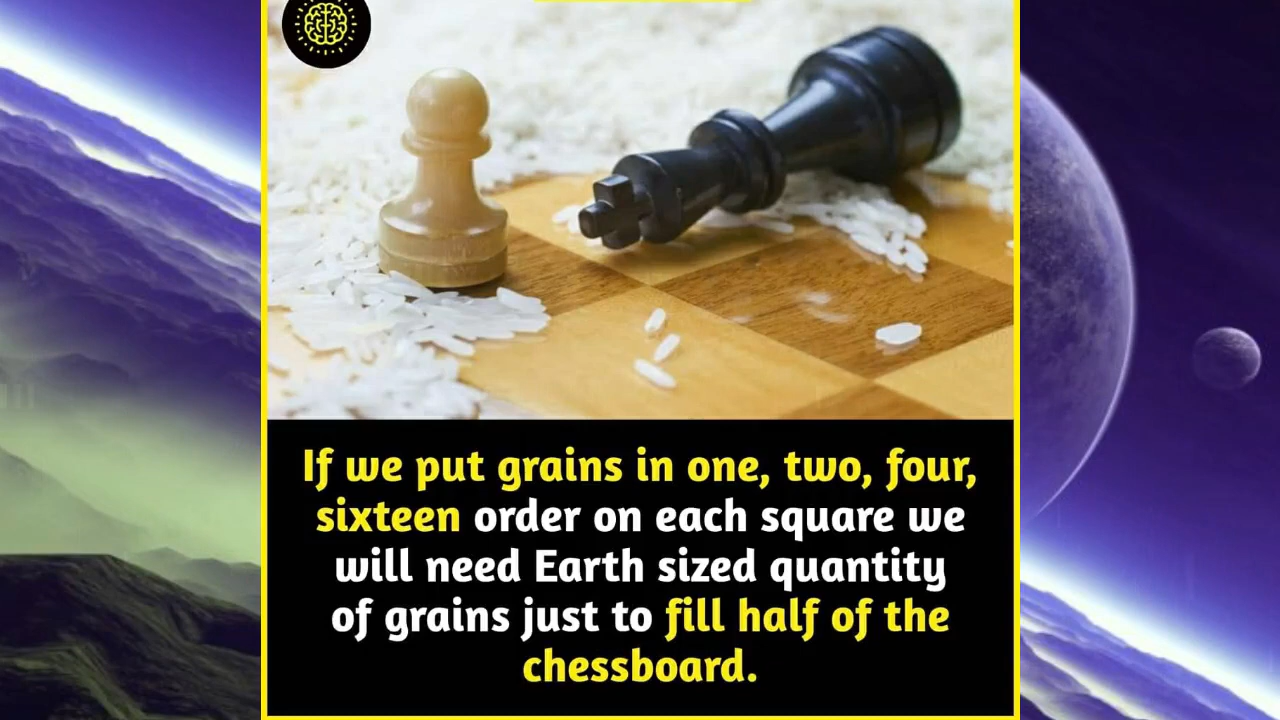 If we put grains in one, two, four,
sixteen order on each square we
will need Earth sized quantity
of grains just to fill half of the
chessboard.